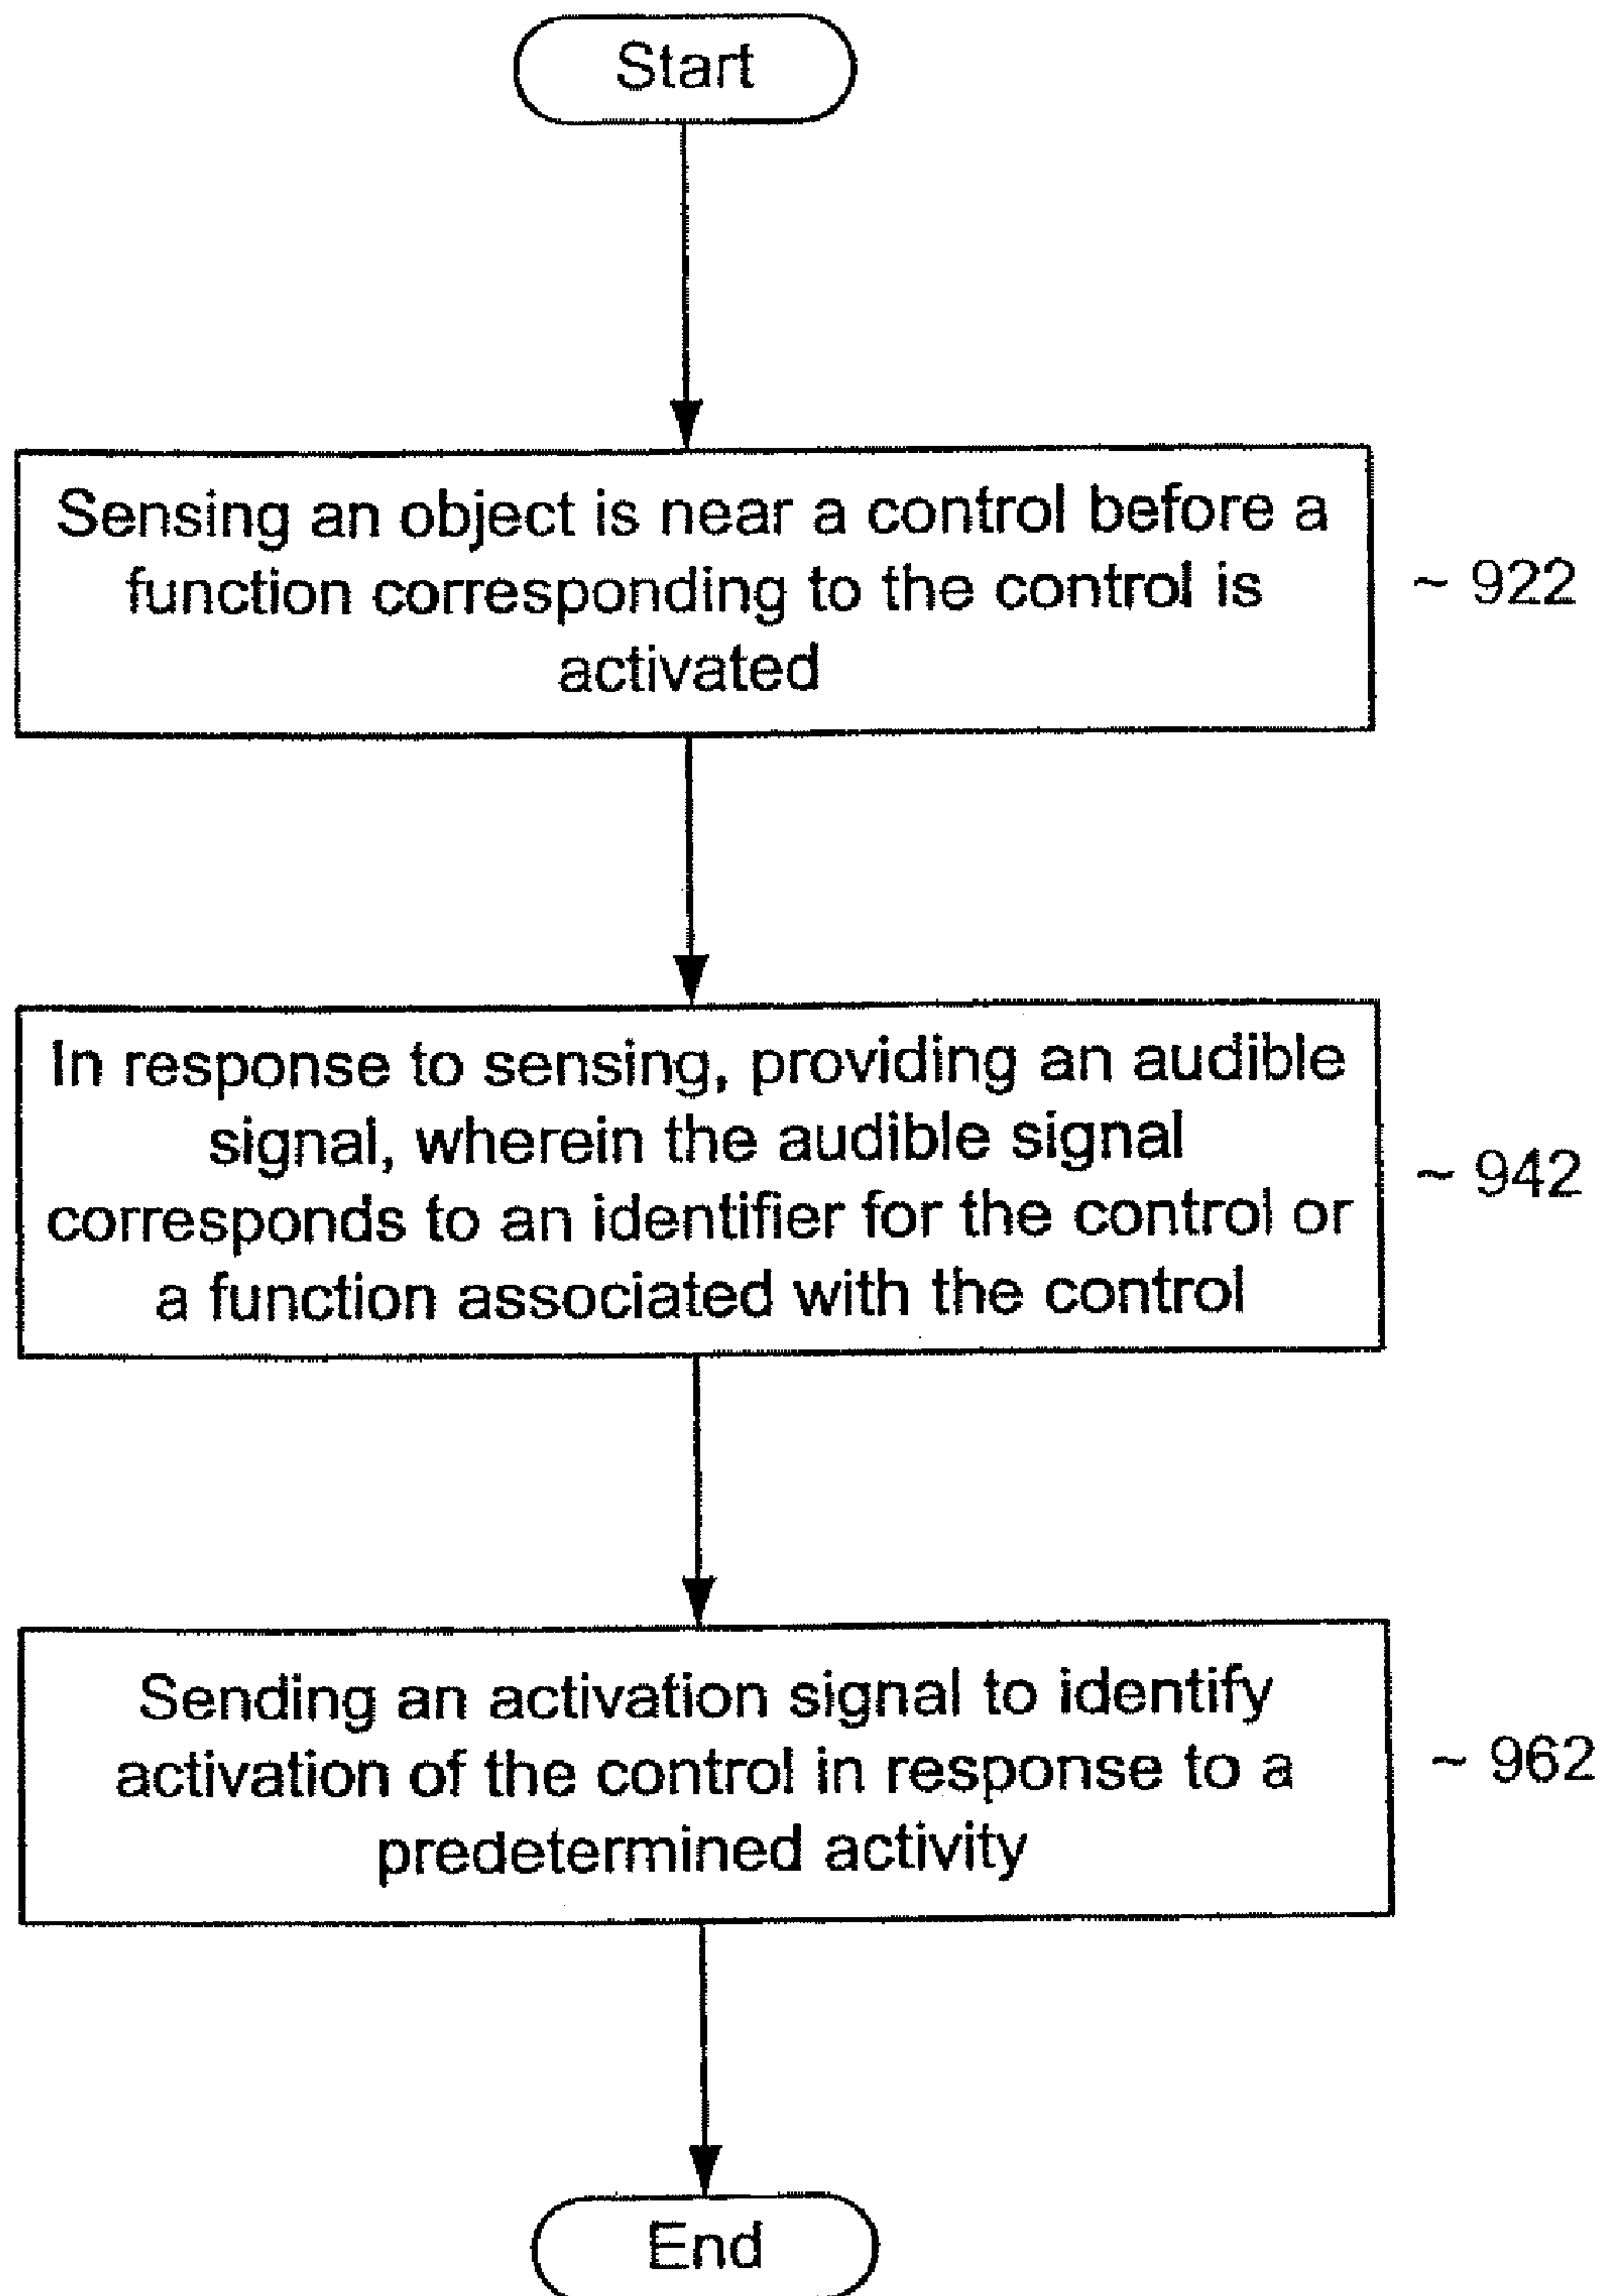 Start
Sensing an object is near a control before a
function corresponding to the control is
activated
~ 922
In response to sensing, providing an audible
signal, wherein the audible signal
corresponds to an identifier for the control or
a function associated with the control
~ 942
Sending an activation signal to identify
activation of the control in response to a
predetermined activity
~ 962
End